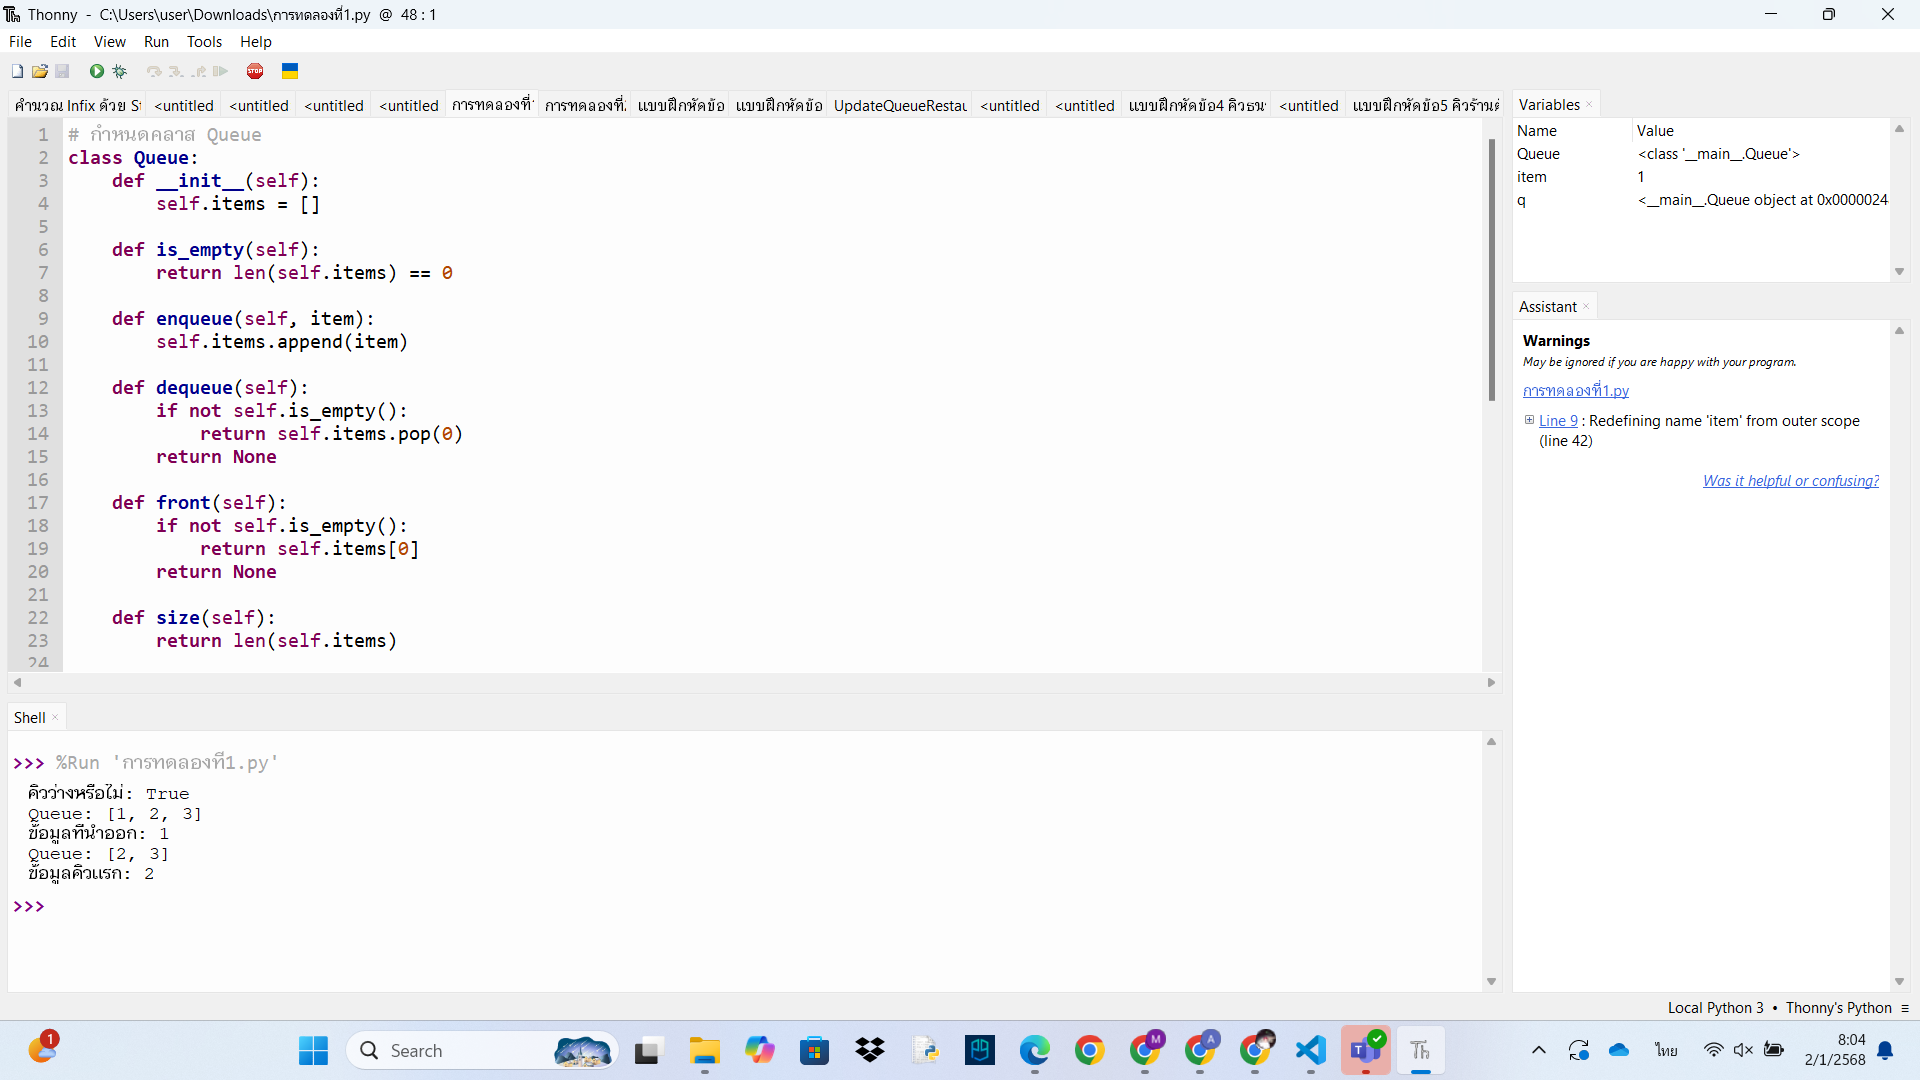 Thonny - C:\Users\user\Downloads\การทดลองที่1.py @ 48 : 1
File Edit View Run Tools Help
คำนวณ Infix ด้วย St <untitled <untitled <untitled <untitled การทดลองที่1 การทดลองที่ แบบฝึกหัดข้อ แบบฝึกหัดข้อ UpdateQueueRestau <untitled <untitled แบบฝึกหัดข้อ4 คิวธน <untitled แบบฝึกหัดข้อ5 คิวร้าน
1 # กำหนดคลาส Queue
2 class Queue:
3 def __init__(self):
4 self.items = []
5
6 def is_empty(self):
7 return len(self.items) == 0
8
9 def enqueue(self, item):
10 self.items.append(item)
11
12 def dequeue(self):
13 if not self.is_empty():
14 return self.items.pop(0)
15 return None
16
17 def front(self):
18 if not self.is_empty():
19 return self.items[0]
20 return None
21
22 def size(self):
23 return len(self.items)
24
Shell
>>> %Run 'การทดลองที่1.py'
คิวว่างหรือไม่: True
Queue: [1, 2, 3]
ข้อมูลที่นำออก: 1
Queue: [2, 3]
ข้อมูลคิวแรก: 2
>>>
Variables
Name Value
Queue <class '__main__.Queue'>
item 1
q <__main__.Queue object at 0x0000024
Assistant
Warnings
May be ignored if you are happy with your program.
การทดลองที่1.py
Line 9 : Redefining name 'item' from outer scope
(line 42)
Was it helpful or confusing?
Local Python 3 • Thonny's Python ≡
1
Search
M
A
ไทย
8:04
2/1/2568